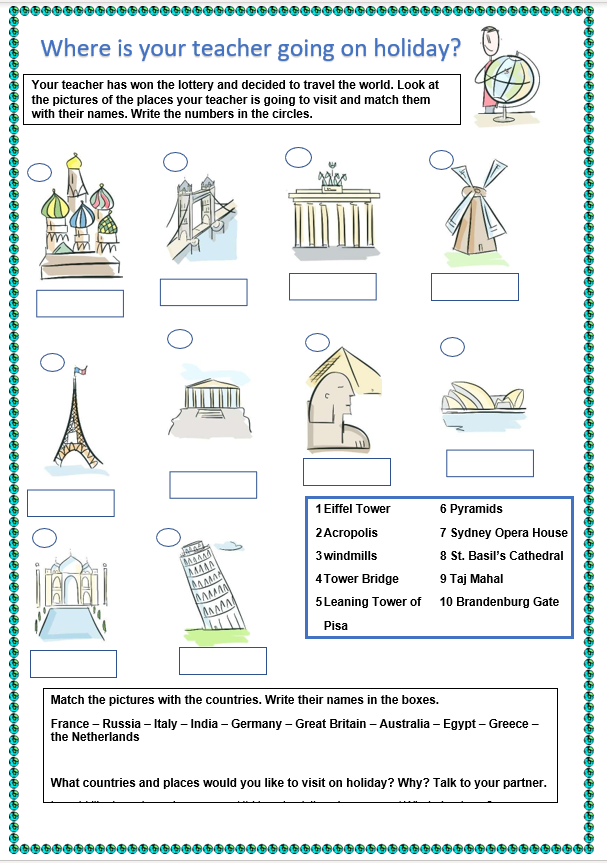 Where is your teacher going on holiday?
Your teacher has won the lottery and decided to travel the world. Look at
the pictures of the places your teacher is going to visit and match them
with their names. Write the numbers in the circles.
1 Eiffel Tower
2 Acropolis
3 windmills
4 Tower Bridge
5 Leaning Tower of
Pisa
6 Pyramids
7 Sydney Opera House
8 St. Basil's Cathedral
9 Taj Mahal
10 Brandenburg Gate
Match the pictures with the countries. Write their names in the boxes.
France – Russia – Italy – India – Germany – Great Britain – Australia – Egypt – Greece –
the Netherlands
What countries and places would you like to visit on holiday? Why? Talk to your partner.